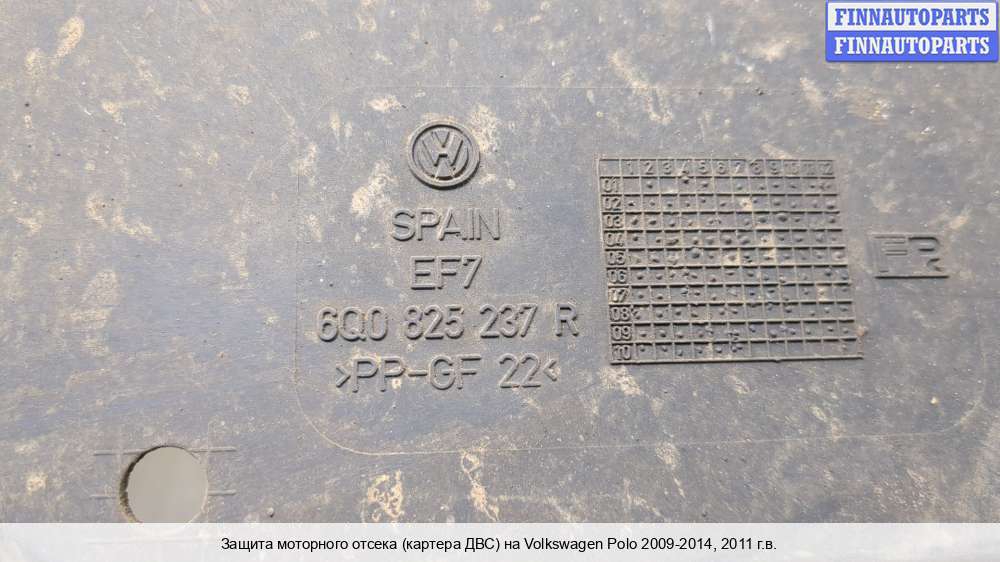 FINNAUTOPARTS
FINNAUTOPARTS
SPAIN
EF7
6Q0 825 237 R
>PP-GF 22<
1 2 3 4 5 6 7 8 9 10 11 12
01
02
03
04
05
06
07
08
09
10
Защита моторного отсека (картера ДВС) на Volkswagen Polo 2009-2014, 2011 г.в.